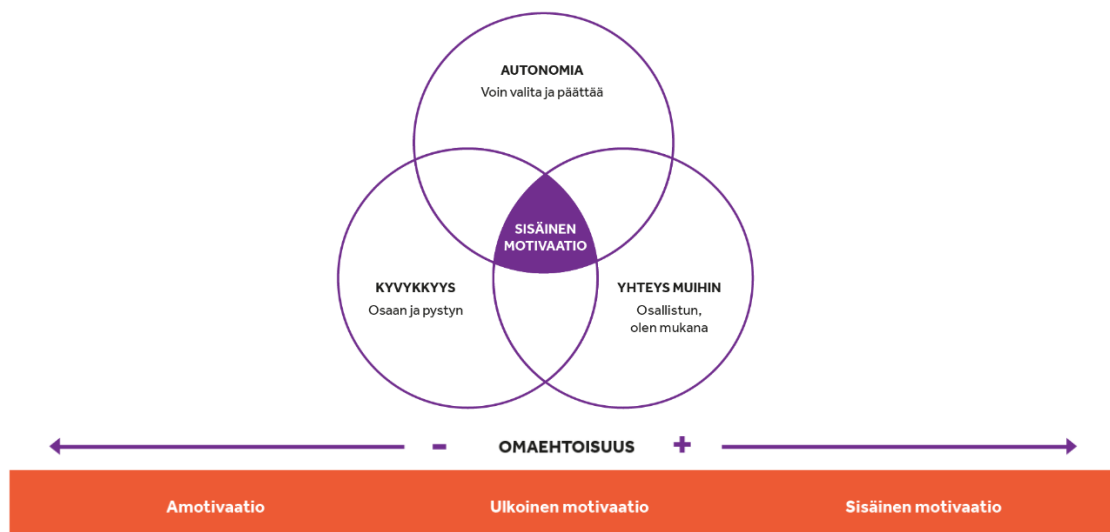 AUTONOMIA
Voin valita ja päättää
SISÄINEN
MOTIVAATIO
KYVYKKYYS
Osaan ja pystyn
YHTEYS MUIHIN
Osallistun,
olen mukana
- OMAEHTOISUUS +
Amotivaatio Ulkoinen motivaatio Sisäinen motivaatio